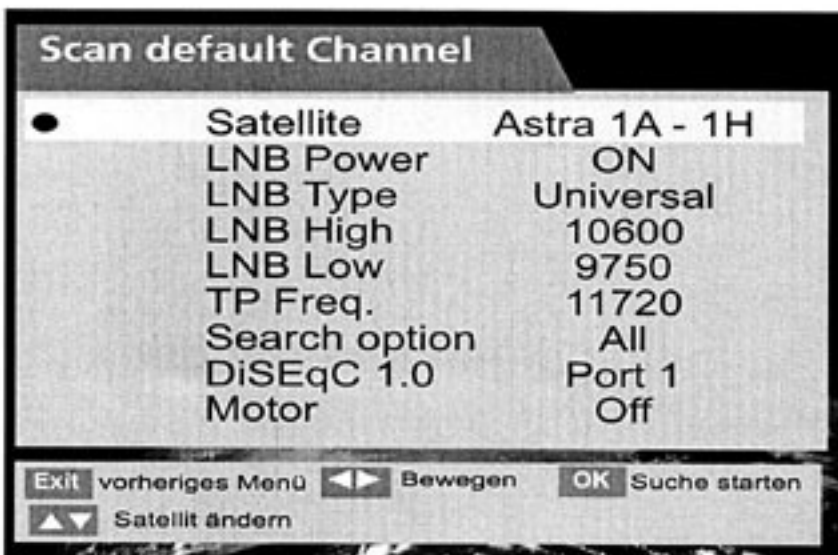 Scan default Channel
Satellite Astra 1A - 1H
LNB Power ON
LNB Type Universal
LNB High 10600
LNB Low 9750
TP Freq. 11720
Search option All
DiSEqC 1.0 Port 1
Motor Off
Exit vorheriges Menü Bewegen OK Suche starten
Satellit ändern